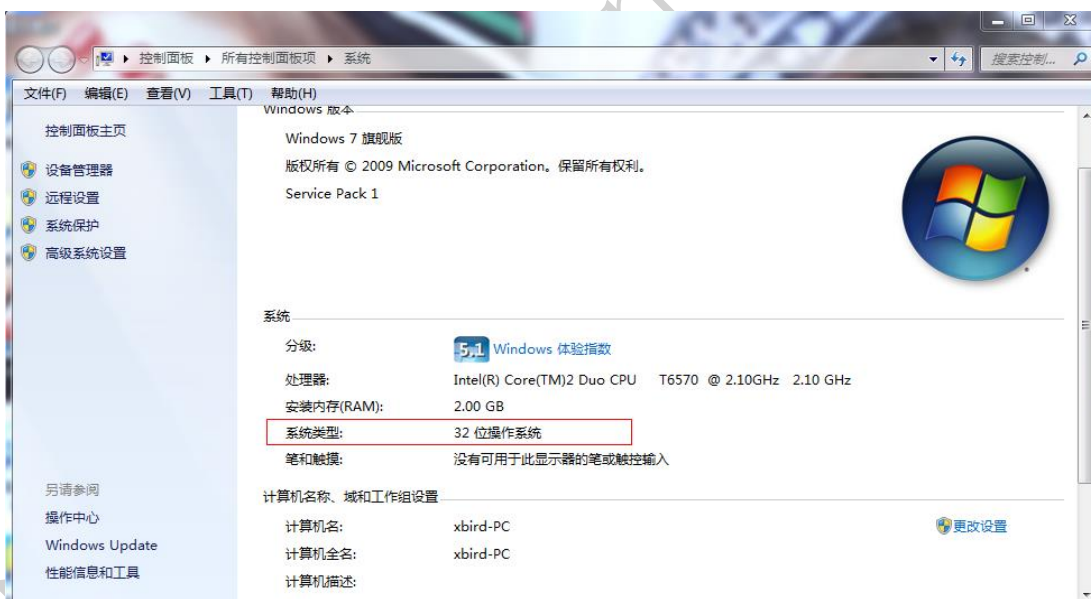 控制面板 所有控制面板项 系统
搜索控制...
文件(F) 编辑(E) 查看(V) 工具(T) 帮助(H)
控制面板主页
设备管理器
远程设置
系统保护
高级系统设置
另请参阅
操作中心
Windows Update
性能信息和工具
Windows 版本
Windows 7 旗舰版
版权所有 © 2009 Microsoft Corporation。保留所有权利。
Service Pack 1
系统
分级: 5.1 Windows 体验指数
处理器: Intel(R) Core(TM)2 Duo CPU T6570 @ 2.10GHz 2.10 GHz
安装内存(RAM): 2.00 GB
系统类型: 32 位操作系统
笔和触摸: 没有可用于此显示器的笔或触控输入
计算机名称、域和工作组设置
计算机名: xbird-PC 更改设置
计算机全名: xbird-PC
计算机描述: